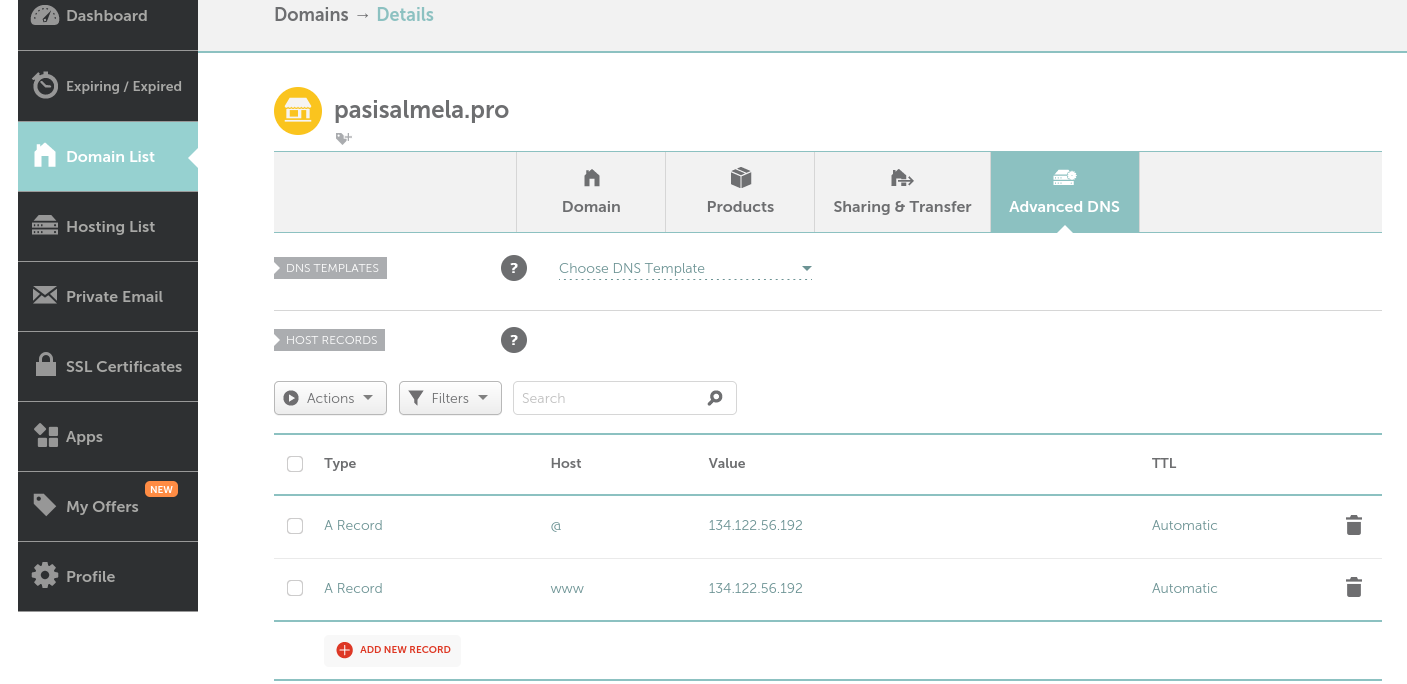 Dashboard
Expiring / Expired
Domain List
Hosting List
Private Email
SSL Certificates
Apps
NEW
My Offers
Profile
Domains → Details
pasisalmela.pro
Domain Products Sharing & Transfer Advanced DNS
DNS TEMPLATES ? Choose DNS Template
HOST RECORDS ?
Actions Filters Search
Type Host Value TTL
A Record @ 134.122.56.192 Automatic
A Record www 134.122.56.192 Automatic
ADD NEW RECORD